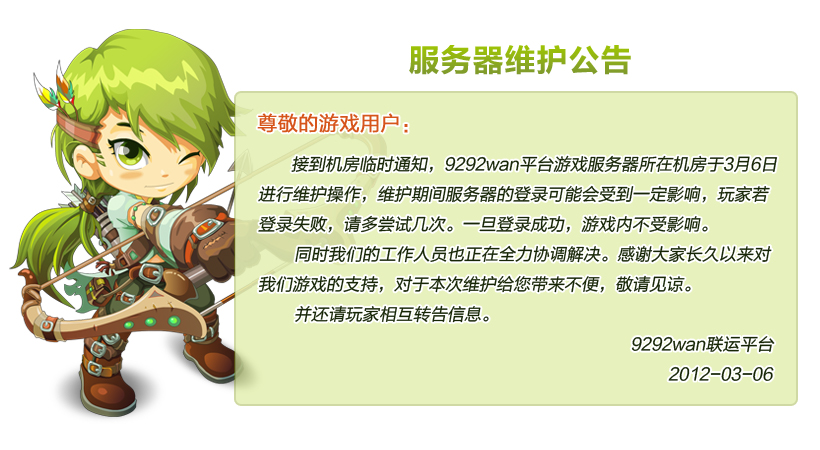 服务器维护公告
尊敬的游戏用户：
接到机房临时通知，9292wan平台游戏服务器所在机房于3月6日
进行维护操作，维护期间服务器的登录可能会受到一定影响，玩家若
登录失败，请多尝试几次。一旦登录成功，游戏内不受影响。
同时我们的工作人员也正在全力协调解决。感谢大家长久以来对
我们游戏的支持，对于本次维护给您带来不便，敬请见谅。
并还请玩家相互转告信息。
9292wan联运平台
2012-03-06